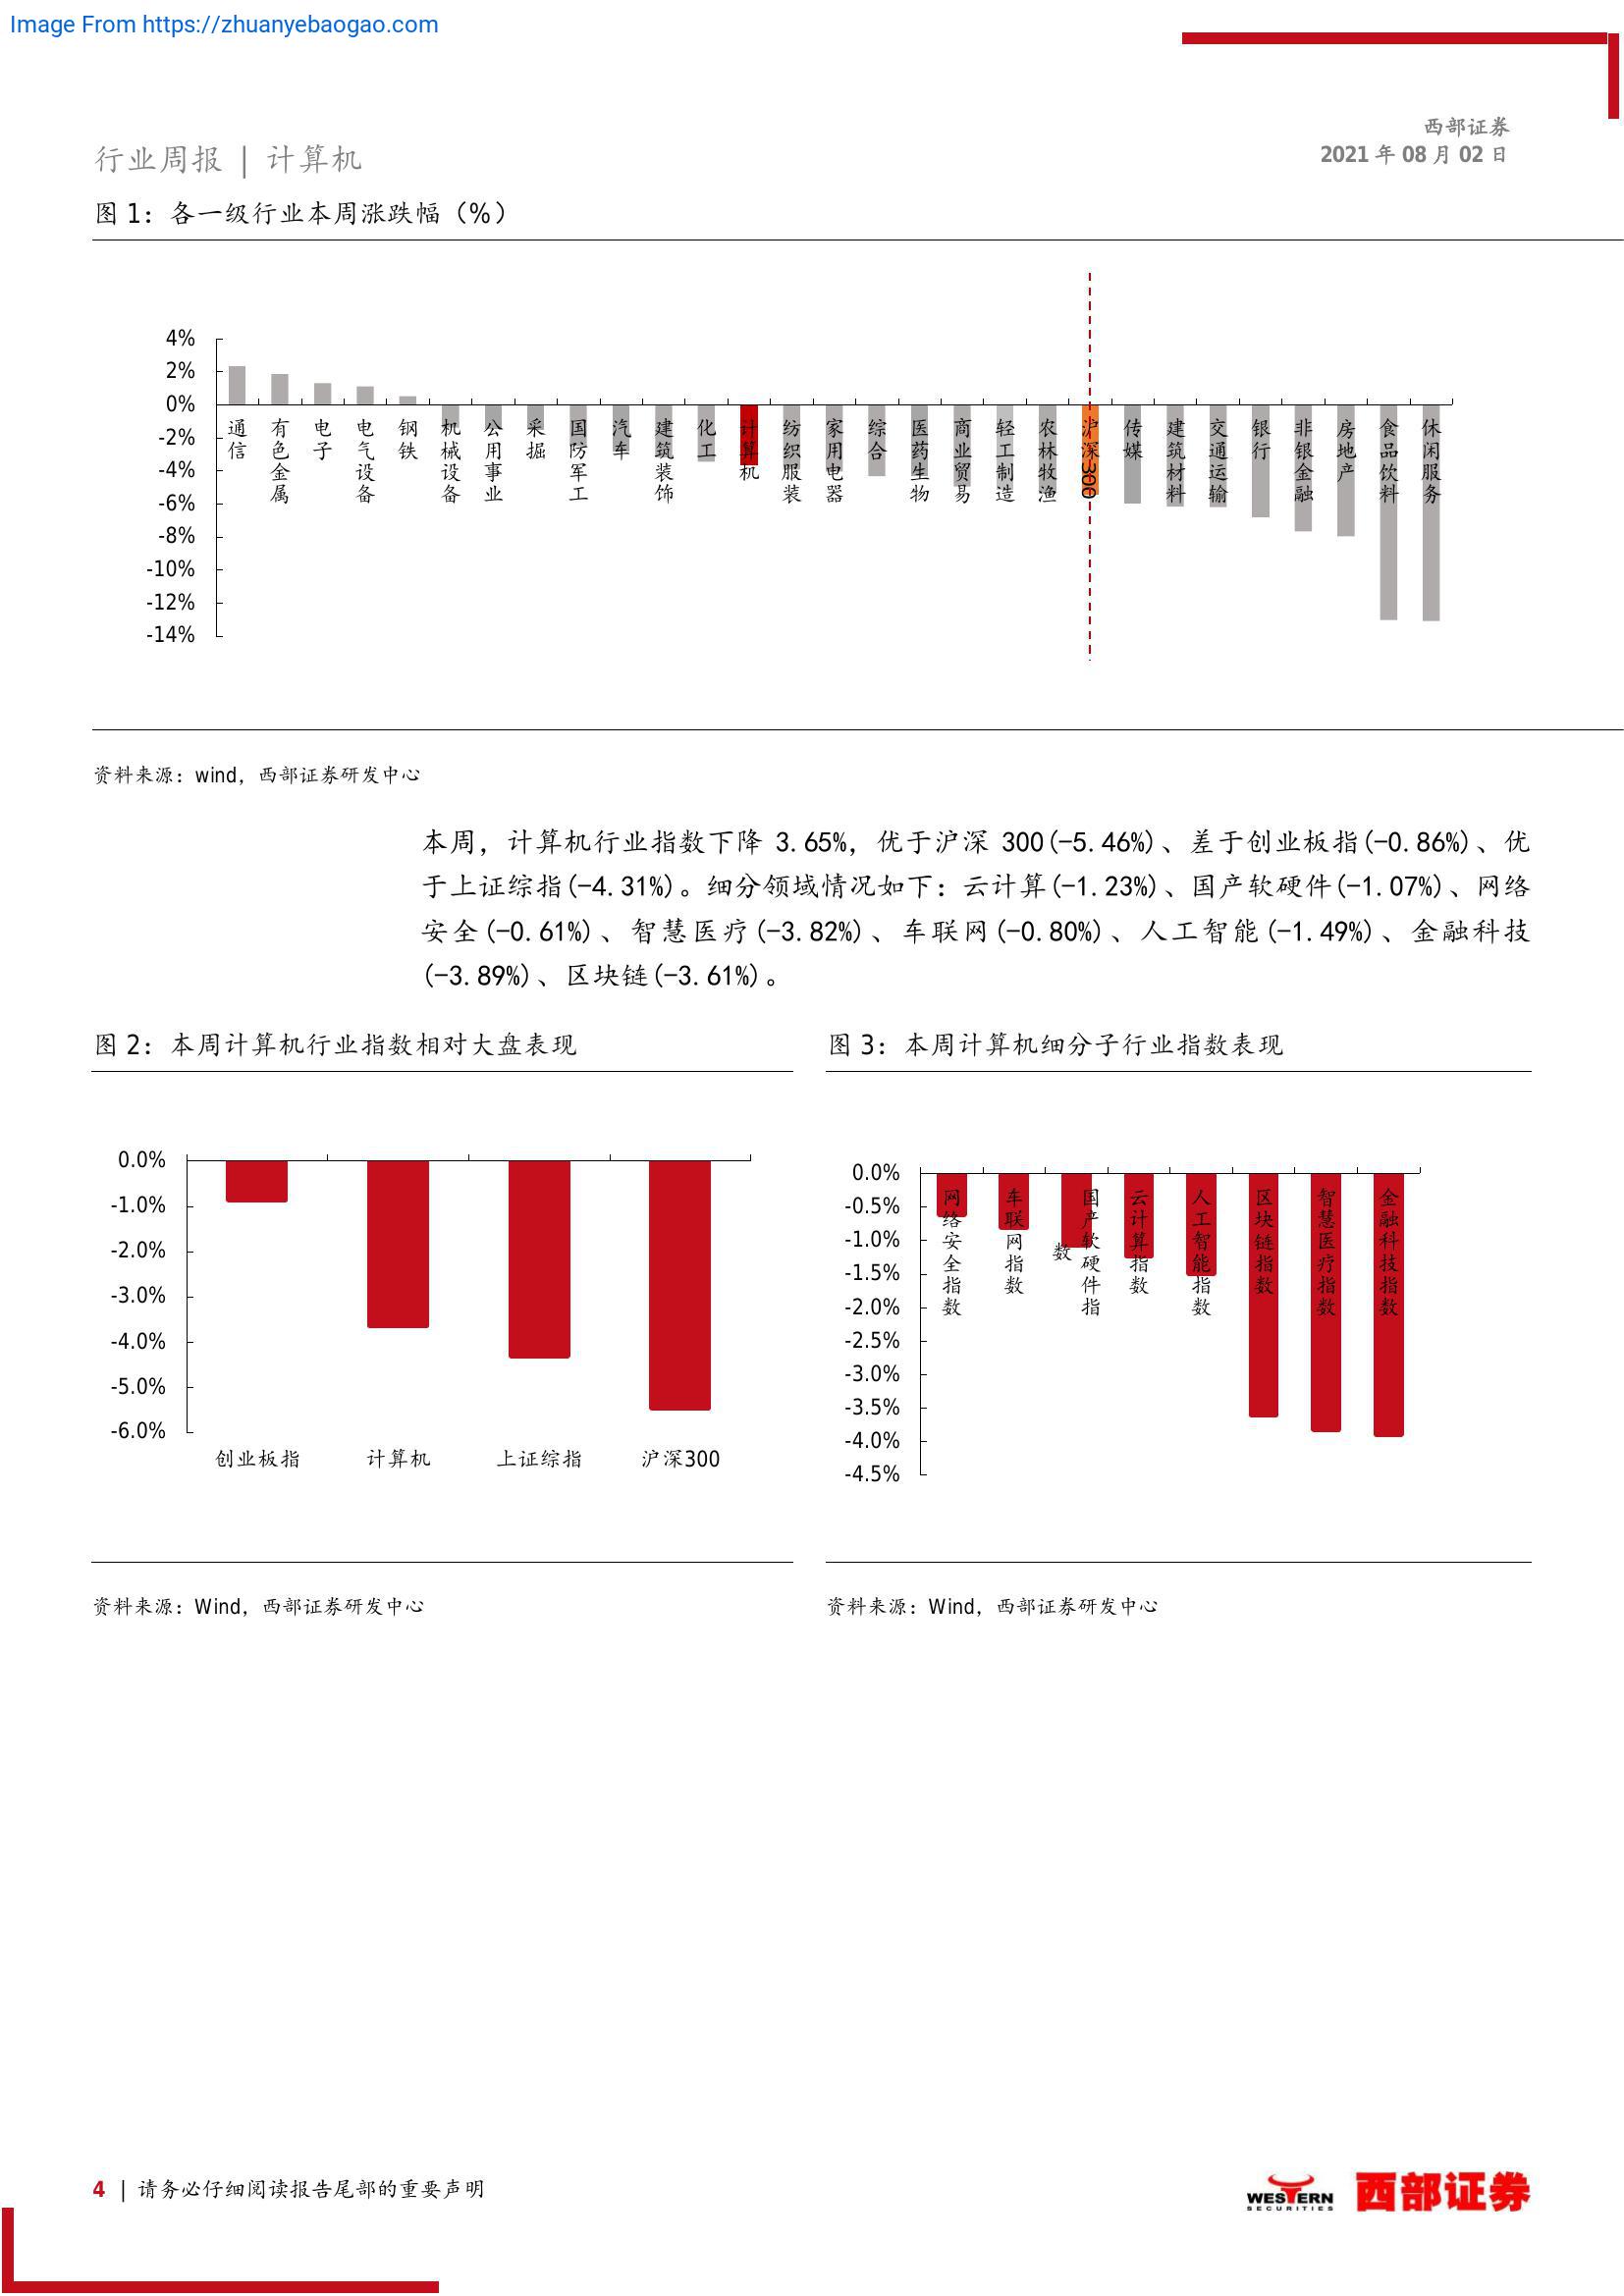 Image From https://zhuanyebaogao.com
西部证券
2021 年 08 月 02 日
行业周报 | 计算机
图 1：各一级行业本周涨跌幅（%）
4%
2%
0%
-2%
-4%
-6%
-8%
-10%
-12%
-14%
通信
有色金属
电子
电气设备
钢铁
机械设备
公用事业
采掘
国防军工
汽车
建筑装饰
化工
计算机
纺织服装
家用电器
综合
医药生物
商业贸易
轻工制造
农林牧渔
沪深300
传媒
建筑材料
交通运输
银行
非银金融
房地产
食品饮料
休闲服务
资料来源：wind，西部证券研发中心
本周，计算机行业指数下降 3.65%，优于沪深 300(-5.46%)、差于创业板指(-0.86%)、优
于上证综指(-4.31%)。细分领域情况如下：云计算(-1.23%)、国产软硬件(-1.07%)、网络
安全(-0.61%)、智慧医疗(-3.82%)、车联网(-0.80%)、人工智能(-1.49%)、金融科技
(-3.89%)、区块链(-3.61%)。
图 2：本周计算机行业指数相对大盘表现
0.0%
-1.0%
-2.0%
-3.0%
-4.0%
-5.0%
-6.0%
创业板指
计算机
上证综指
沪深300
资料来源：Wind，西部证券研发中心
图 3：本周计算机细分子行业指数表现
0.0%
-0.5%
-1.0%
-1.5%
-2.0%
-2.5%
-3.0%
-3.5%
-4.0%
-4.5%
网络安全指数
车联网指数
国产软硬件指数
云计算指数
人工智能指数
区块链指数
智慧医疗指数
金融科技指数
资料来源：Wind，西部证券研发中心
4 | 请务必仔细阅读报告尾部的重要声明
WESTERN
SECURITIES
西部证券